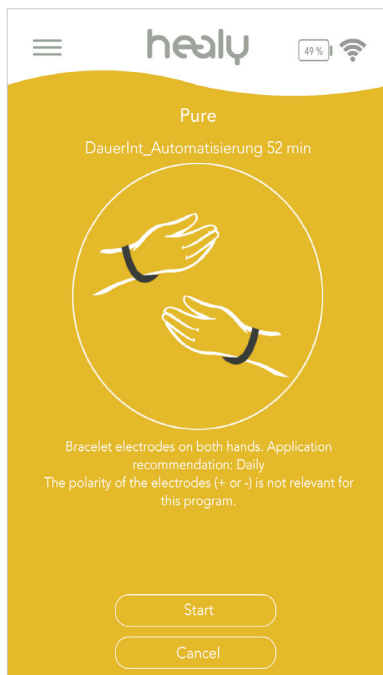 healy
49 %
Pure
DauerInt_Automatisierung 52 min
Bracelet electrodes on both hands. Application
recommendation: Daily
The polarity of the electrodes (+ or -) is not relevant for
this program.
Start
Cancel